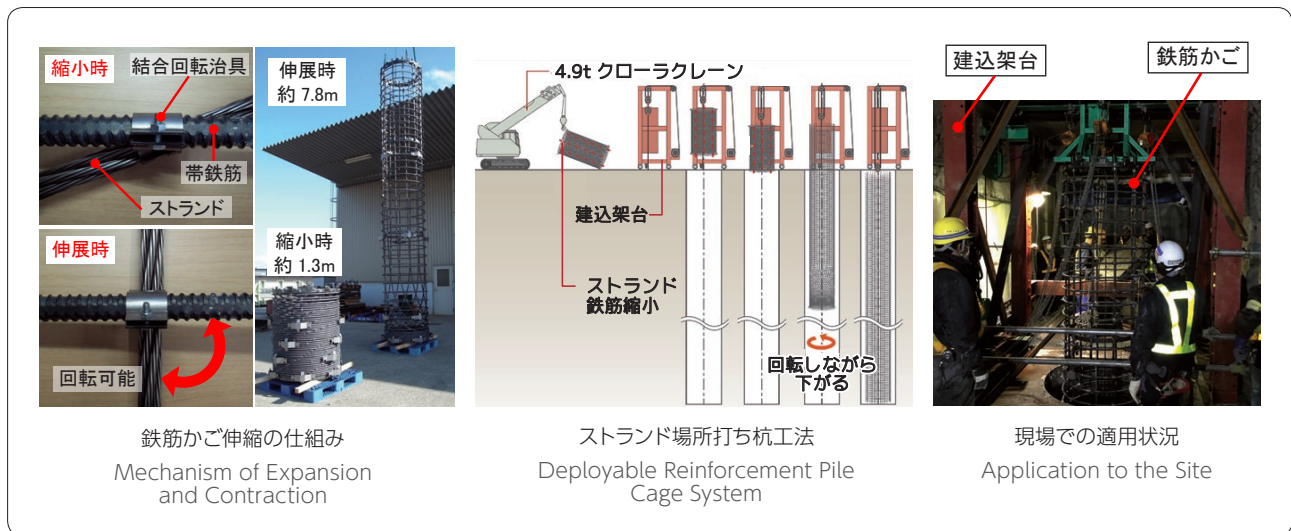 縮小時
結合回転治具
帯鉄筋
ストランド
伸展時
回転可能
伸展時
約 7.8m
縮小時
約 1.3m
鉄筋かご伸縮の仕組み
Mechanism of Expansion
and Contraction
4.9t クローラクレーン
建込架台
ストランド
鉄筋縮小
回転しながら
下がる
ストランド場所打ち杭工法
Deployable Reinforcement Pile
Cage System
建込架台
鉄筋かご
現場での適用状況
Application to the Site